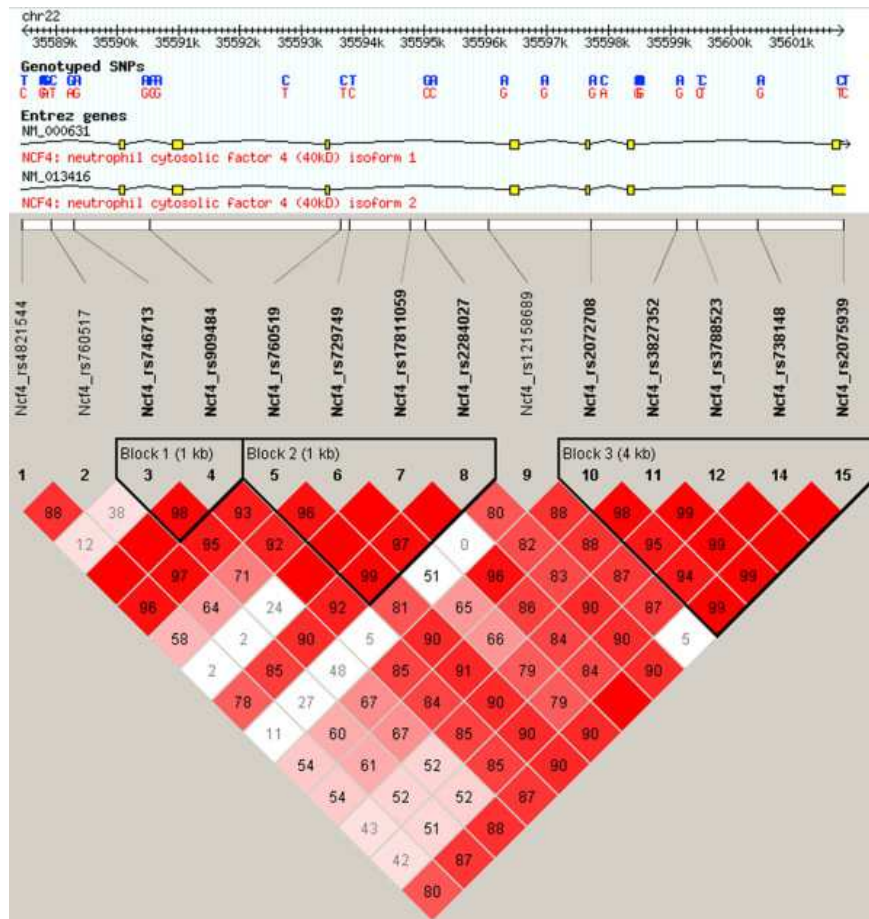 chr22
35589k 35590k 35591k 35592k 35593k 35594k 35595k 35596k 35597k 35598k 35599k 35600k 35601k
Genotyped SNPs
Entrez genes
NM_000631
NCF4: neutrophil cytosolic factor 4 (40kD) isoform 1
NM_013416
NCF4: neutrophil cytosolic factor 4 (40kD) isoform 2
Ncf4_rs4821544
Ncf4_rs760517
Ncf4_rs746713
Ncf4_rs909484
Ncf4_rs760519
Ncf4_rs729749
Ncf4_rs17811059
Ncf4_rs2284027
Ncf4_rs12158689
Ncf4_rs2072708
Ncf4_rs3827352
Ncf4_rs3788523
Ncf4_rs738148
Ncf4_rs2075939
Block 1 (1 kb) Block 2 (1 kb) Block 3 (4 kb)
1 2 3 4 5 6 7 8 9 10 11 12 14 15
88 38 98 93 96 80 88 98 99
12 85 92 97 0 82 88 95 99
97 71 99 51 96 83 87 94 99
96 64 24 92 81 65 86 90 87 99
58 2 90 5 90 66 84 90 5
2 85 48 85 91 79 84 90
78 27 67 84 90 79
11 60 67 85 90 90
54 61 52 85 90
54 52 52 87
43 51 88
42 87
80